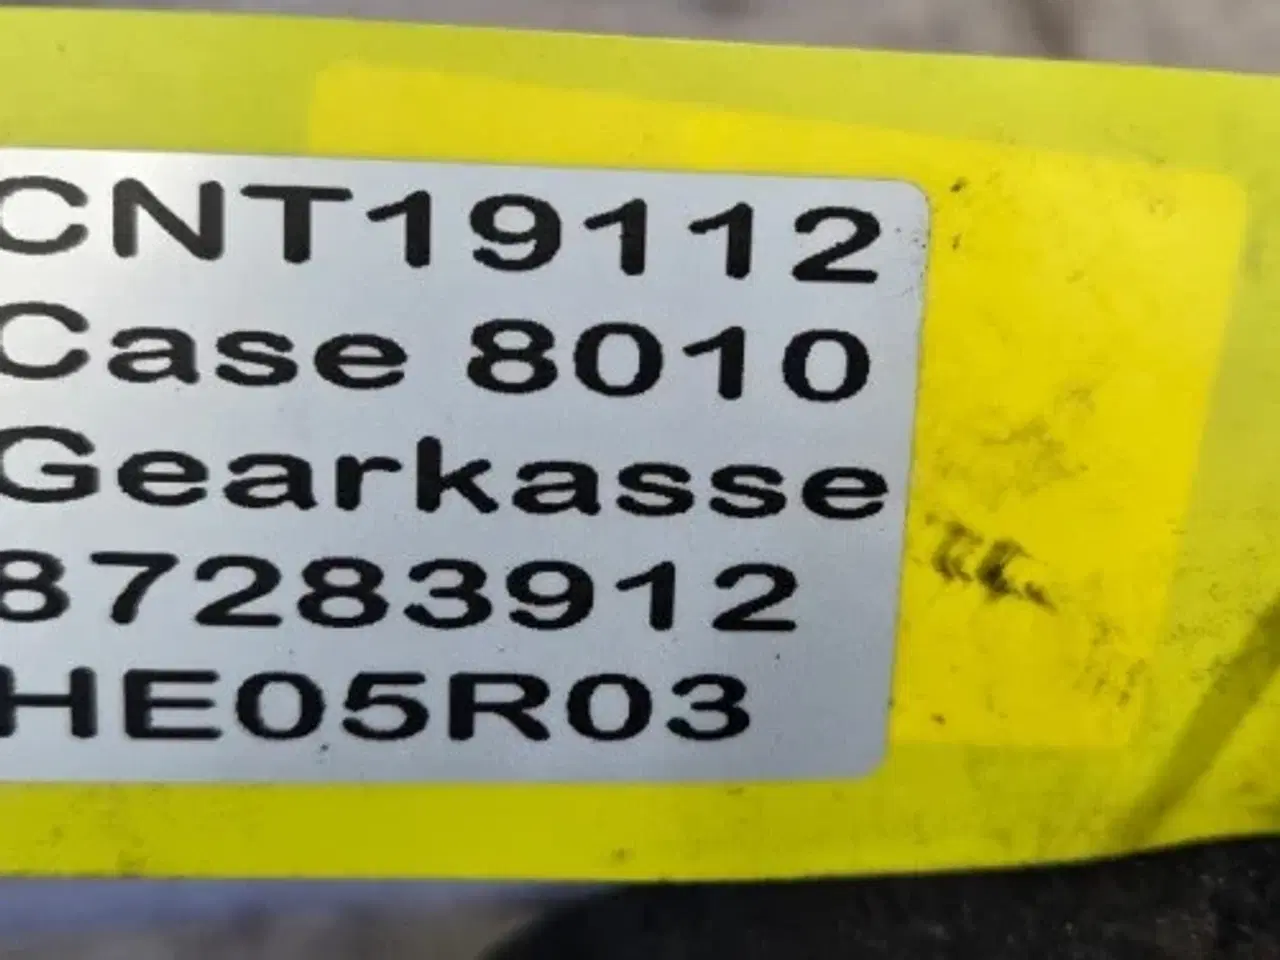 CNT19112
Case 8010
Gearkasse
87283912
HE05R03